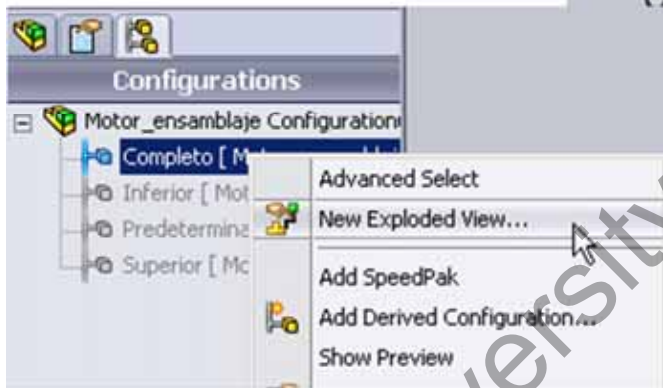 Configurations
Motor_ensamblaje Configuration
Completo [ M
Advanced Select
Inferior [ Mot
New Exploded View...
Predetermina
Superior [ Mc
Add SpeedPak
Add Derived Configuration...
Show Preview